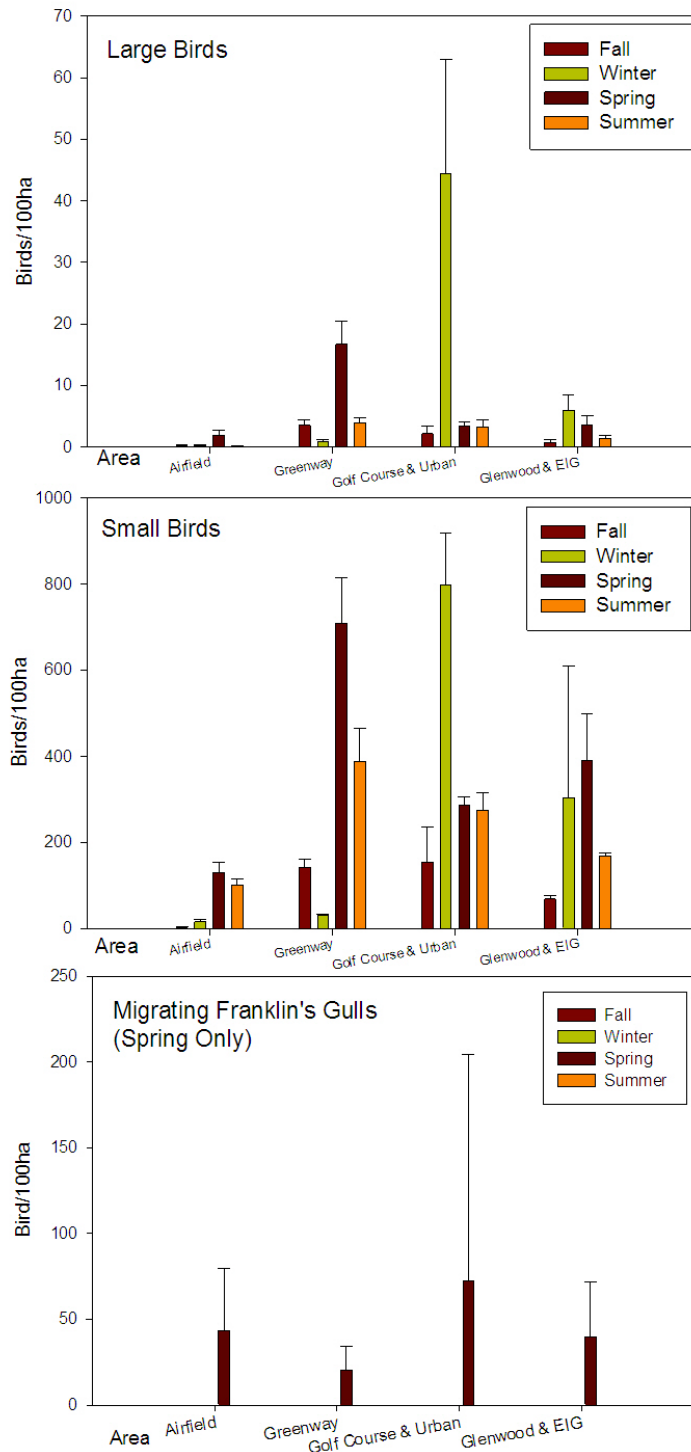 Large Birds
Fall
Winter
Spring
Summer
Birds/100ha
70
60
50
40
30
20
10
0
Area
Airfield
Greenway
Golf Course & Urban
Glenwood & EIG
Small Birds
Fall
Winter
Spring
Summer
Birds/100ha
1000
800
600
400
200
0
Area
Airfield
Greenway
Golf Course & Urban
Glenwood & EIG
Migrating Franklin's Gulls
(Spring Only)
Fall
Winter
Spring
Summer
Bird/100ha
250
200
150
100
50
0
Area
Airfield
Greenway
Golf Course & Urban
Glenwood & EIG